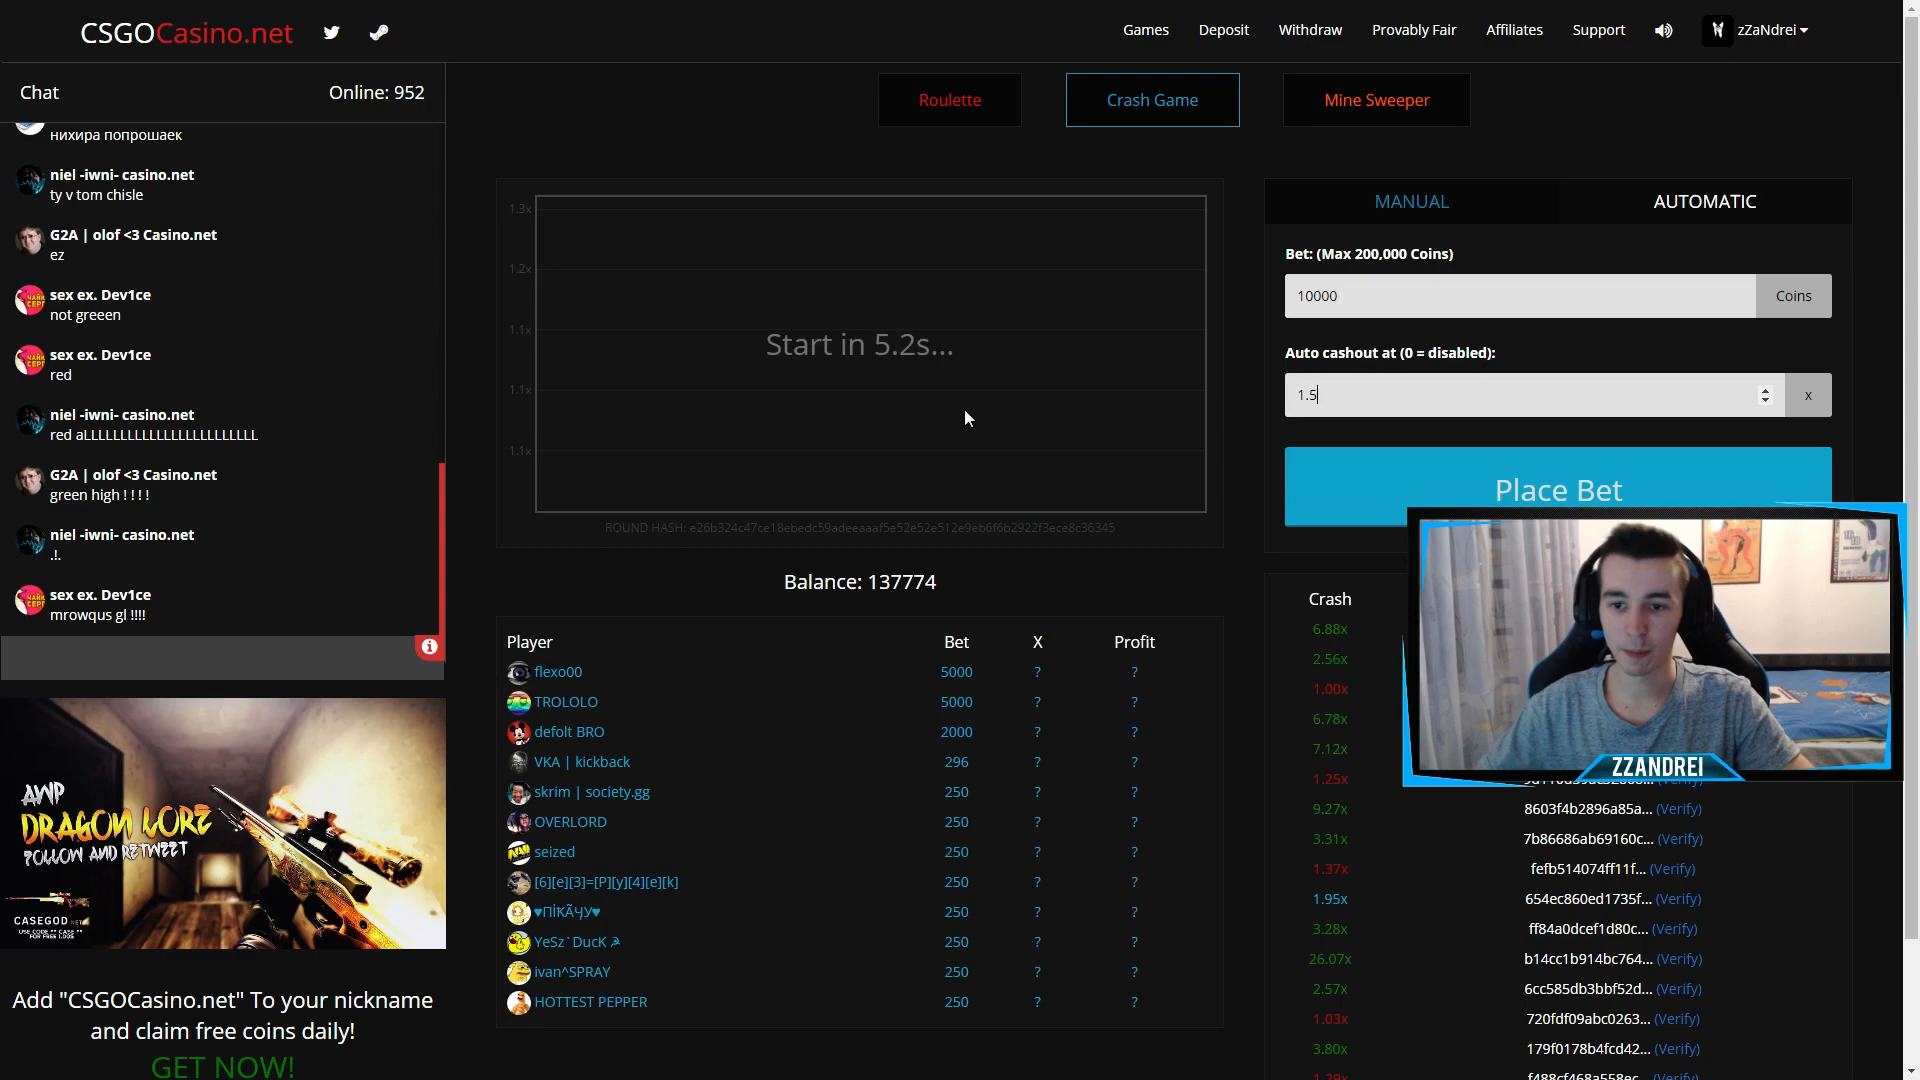 CSGOCasino.net
Games
Deposit
Withdraw
Provably Fair
Affiliates
Support
zZaNdrei
Chat
Online: 952
нихира попрошаек
niel -iwni- casino.net
ty v tom chisle
G2A | olof <3 Casino.net
ez
sex ex. Dev1ce
not greeen
sex ex. Dev1ce
red
niel -iwni- casino.net
red aLLLLLLLLLLLLLLLLLLLLLLLL
G2A | olof <3 Casino.net
green high ! ! ! !
niel -iwni- casino.net
.!.
sex ex. Dev1ce
mrowqus gl !!!!
AWP
DRAGON LORE
FOLLOW AND RETWEET
CASEGOD.NET
Add "CSGOCasino.net" To your nickname
and claim free coins daily!
GET NOW!
Roulette
Crash Game
Mine Sweeper
1.3x
1.2x
1.1x
1.1x
1.1x
Start in 5.2s...
ROUND HASH: e26b324c47ce18ebedc59adeeaaaf5e52e52e512e9eb6f6b2922f3ece8c36345
Balance: 137774
Player Bet X Profit
flexo00 5000 ? ?
TROLOLO 5000 ? ?
defolt BRO 2000 ? ?
VKA | kickback 296 ? ?
skrim | society.gg 250 ? ?
OVERLORD 250 ? ?
seized 250 ? ?
[6][e][3]=[P][y][4][e][k] 250 ? ?
250 ? ?
YeSz`DucK ☭ 250 ? ?
ivan^SPRAY 250 ? ?
HOTTEST PEPPER 250 ? ?
MANUAL
AUTOMATIC
Bet: (Max 200,000 Coins)
10000
Coins
Auto cashout at (0 = disabled):
1.5
x
Place Bet
ZZANDREI
Crash
6.88x
2.56x
1.00x
6.78x
7.12x
1.25x
9.27x 8603f4b2896a85a... (Verify)
3.31x 7b86686ab69160c... (Verify)
1.37x fefb514074ff11f... (Verify)
1.95x 654ec860ed1735f... (Verify)
3.28x ff84a0dcef1d80c... (Verify)
26.07x b14cc1b914bc764... (Verify)
2.57x 6cc585db3bbf52d... (Verify)
1.03x 720fdf09abc0263... (Verify)
3.80x 179f0178b4fcd42... (Verify)
1.29x f488cf468a558ec... (Verify)